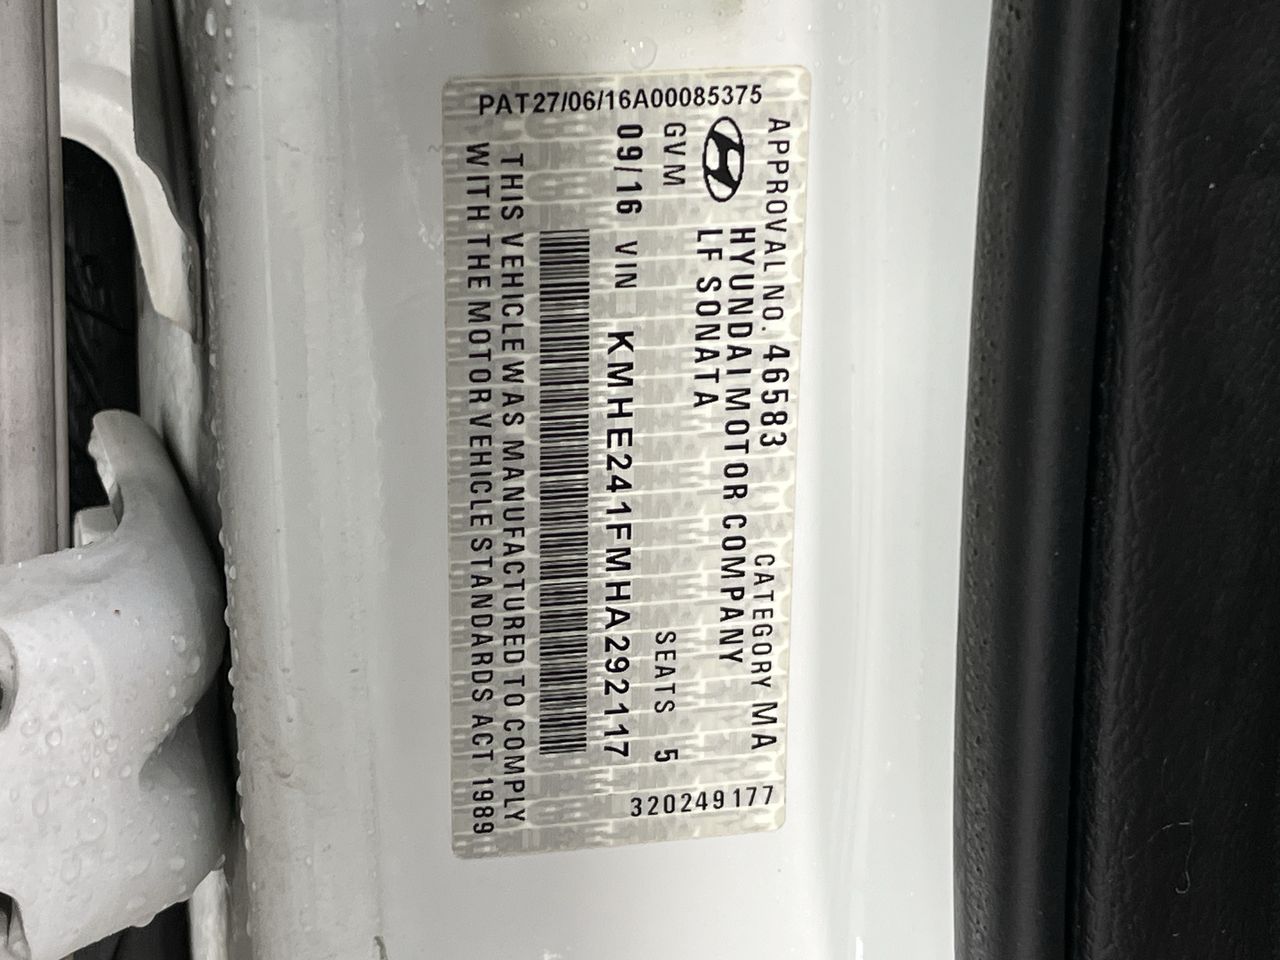 PAT27/06/16A00085375
APPROVAL NO. 46583 CATEGORY MA
HYUNDAI MOTOR COMPANY
LF SONATA
GVM SEATS 5
09/16 VIN KMHE241FMHA292117
THIS VEHICLE WAS MANUFACTURED TO COMPLY
WITH THE MOTOR VEHICLE STANDARDS ACT 1989
320249177